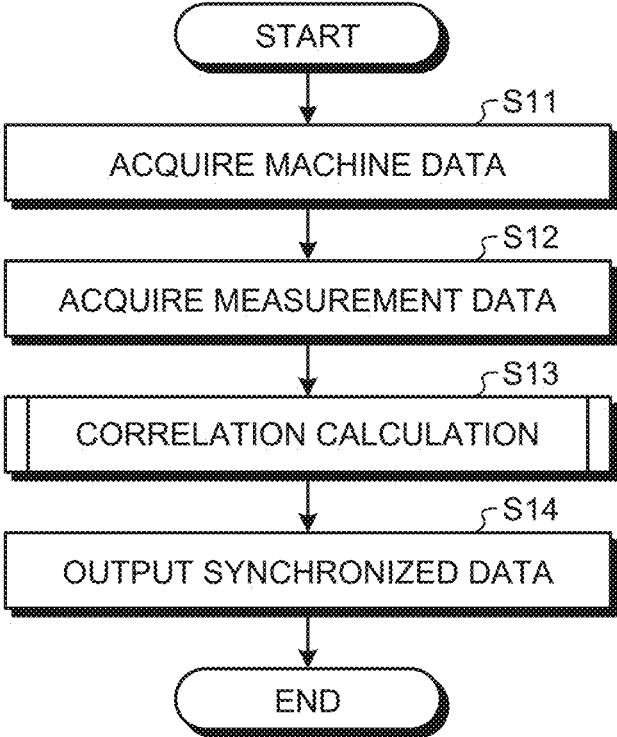 START
S11
ACQUIRE MACHINE DATA
S12
ACQUIRE MEASUREMENT DATA
S13
CORRELATION CALCULATION
S14
OUTPUT SYNCHRONIZED DATA
END